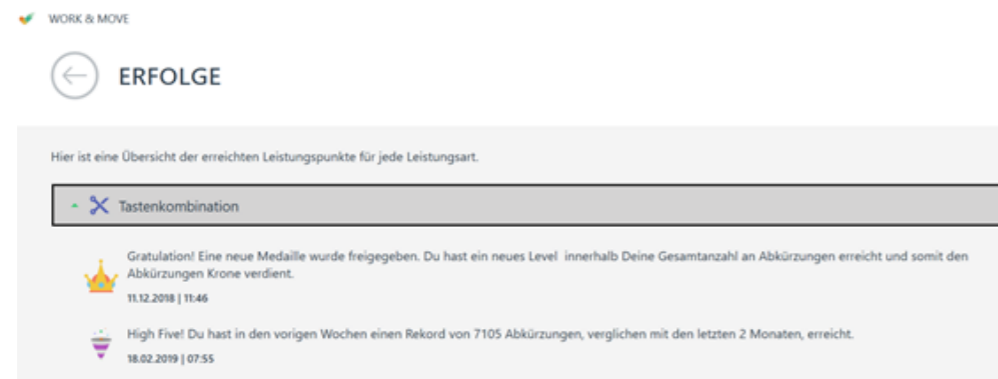 WORK & MOVE
ERFOLGE
Hier ist eine Übersicht der erreichten Leistungspunkte für jede Leistungsart.
Tastenkombination
Gratulation! Eine neue Medaille wurde freigegeben. Du hast ein neues Level innerhalb Deine Gesamtanzahl an Abkürzungen erreicht und somit den
Abkürzungen Krone verdient.
11.12.2018 | 11:46
High Five! Du hast in den vorigen Wochen einen Rekord von 7105 Abkürzungen, verglichen mit den letzten 2 Monaten, erreicht.
18.02.2019 | 07:55